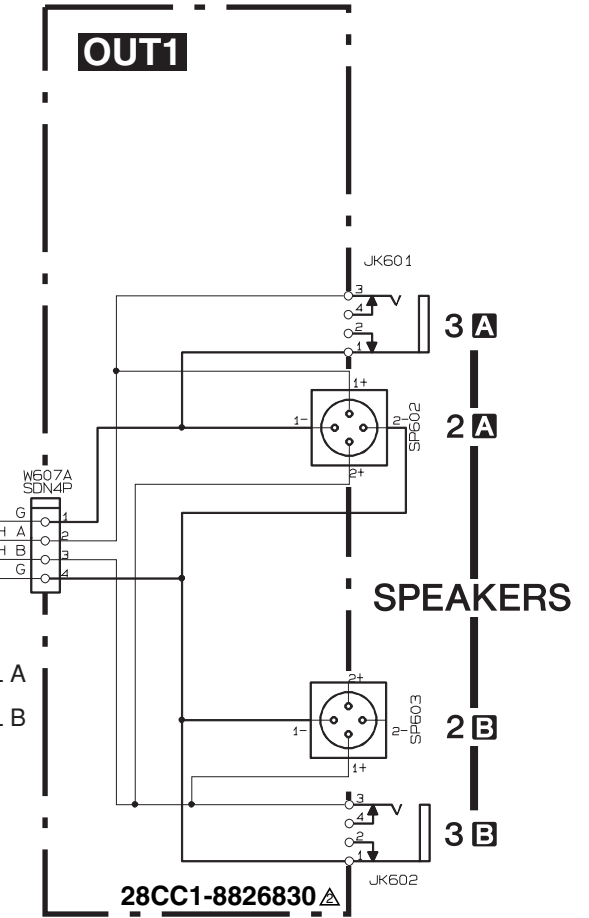 OUT1
JK601
3
4
2
1
3 A
1+
1-
2-
SP602
2 A
2+
W607A
SDN4P
G
1
H A
2
H B
3
G
4
SPEAKERS
L A
L B
2+
1-
2-
SP603
2 B
1+
3
4
2
1
3 B
JK602
28CC1-8826830 2